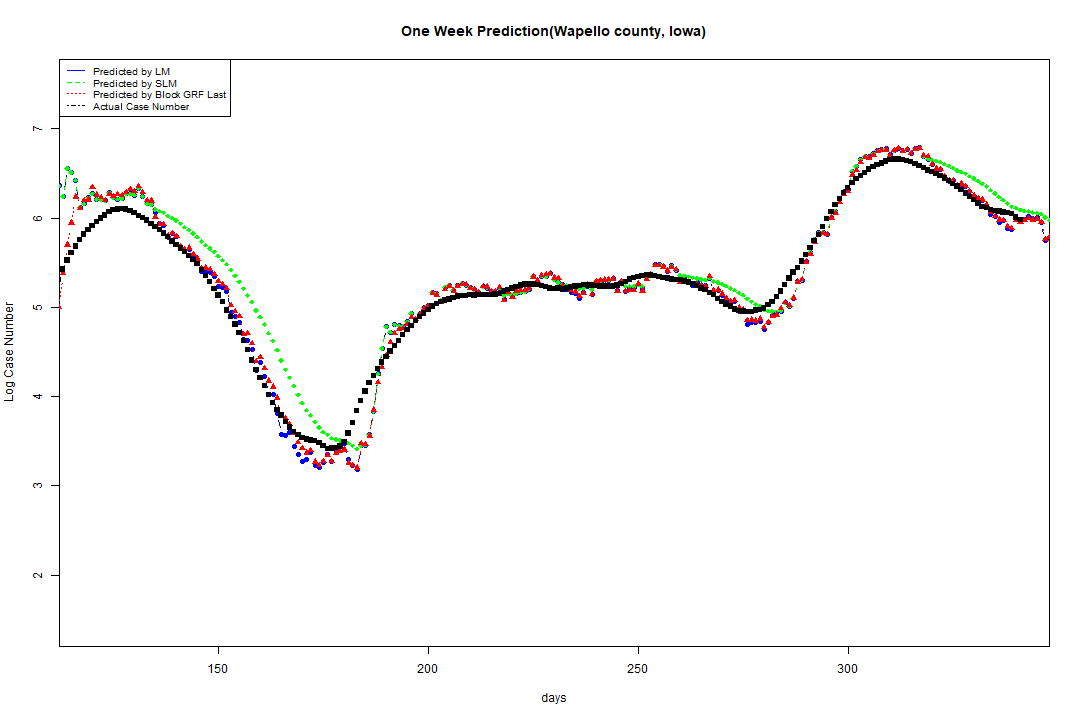 One Week Prediction(Wapello county, Iowa)
Predicted by LM
Predicted by SLM
Predicted by Block GRF Last
Actual Case Number
7
6
5
4
3
2
Log Case Number
150 200 250 300
days